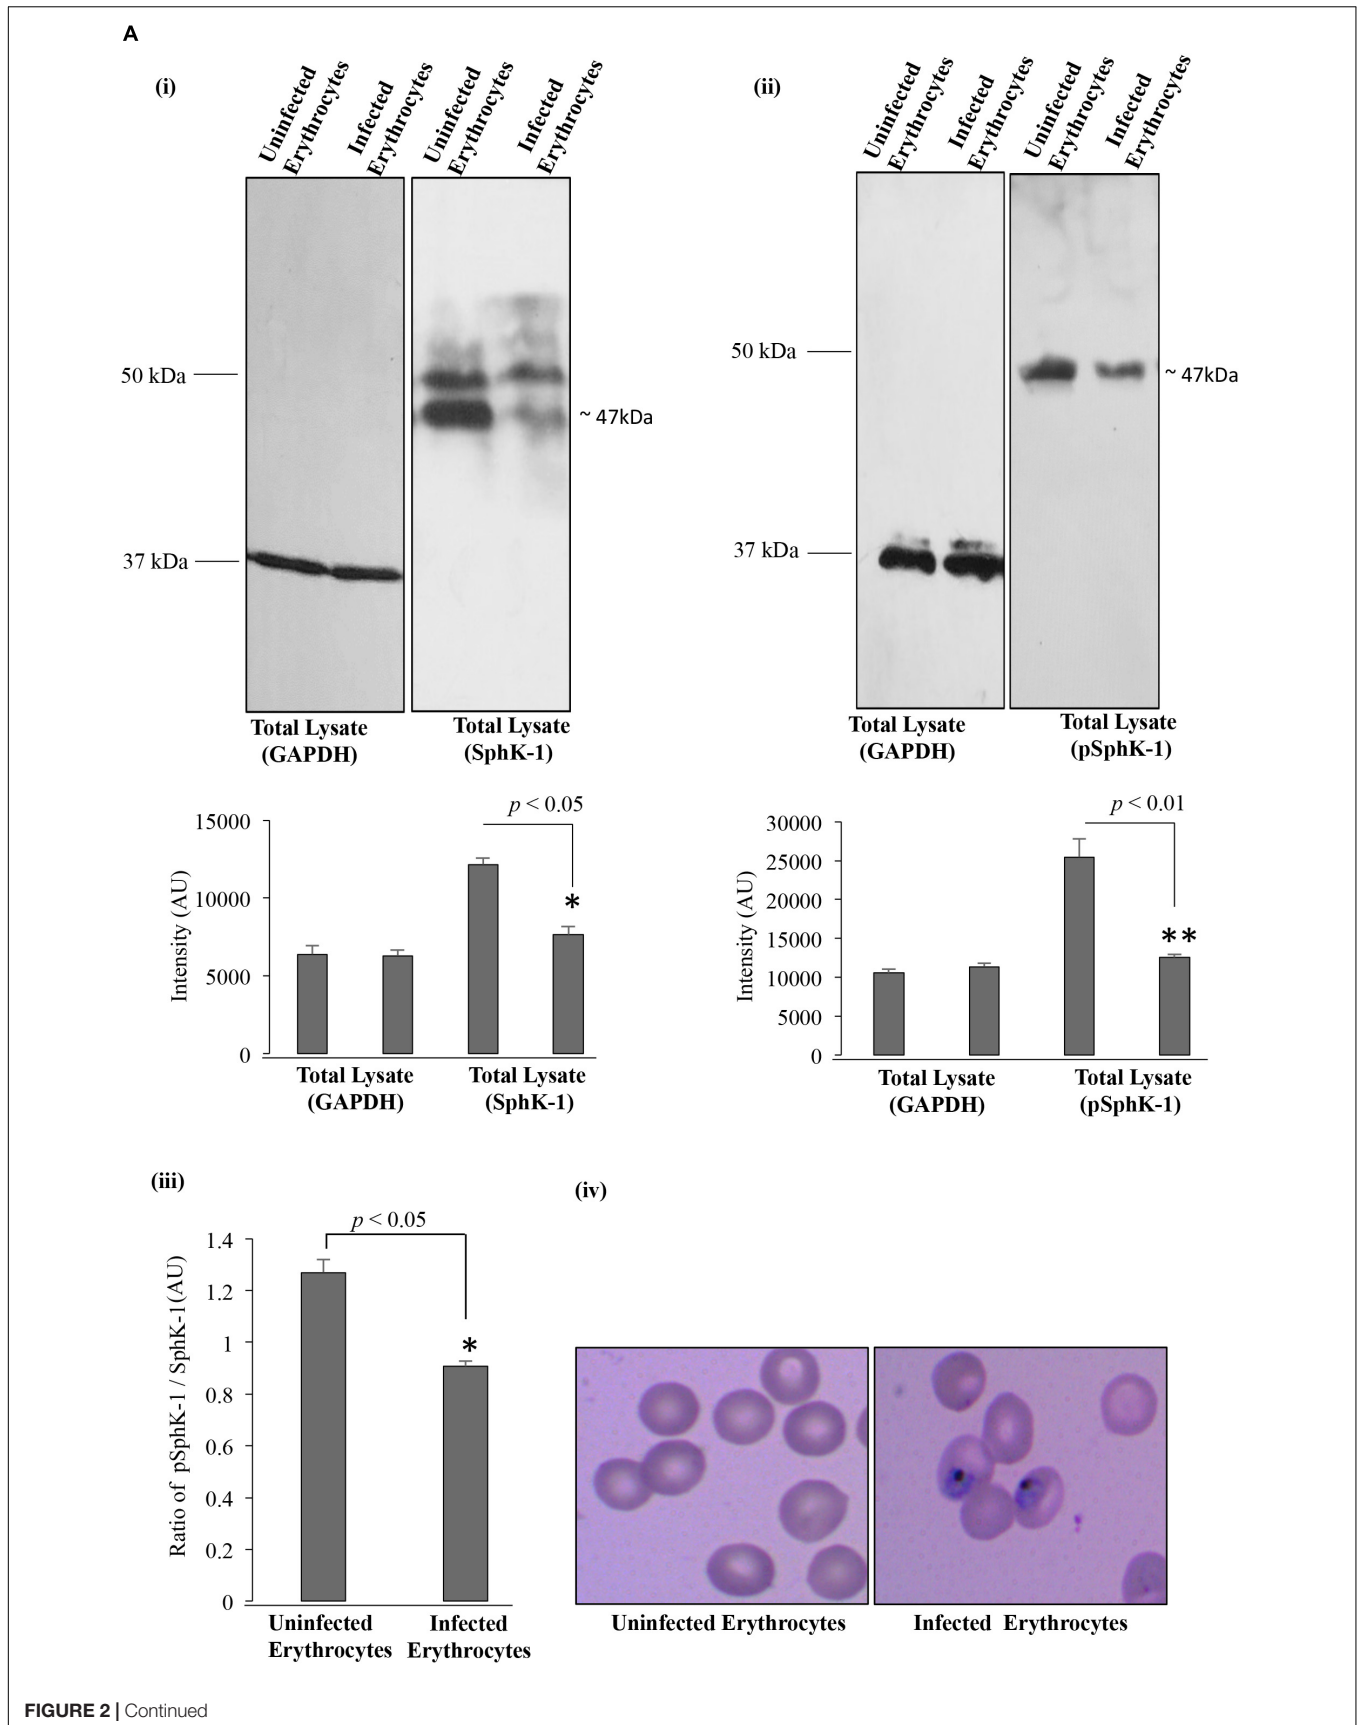 A
(i)
Uninfected
Erythrocytes
Infected
Erythrocytes
Uninfected
Erythrocytes
Infected
Erythrocytes
50 kDa
~ 47kDa
37 kDa
Total Lysate
(GAPDH)
Total Lysate
(SphK-1)
(ii)
Uninfected
Erythrocytes
Infected
Erythrocytes
Uninfected
Erythrocytes
Infected
Erythrocytes
50 kDa
~ 47kDa
37 kDa
Total Lysate
(GAPDH)
Total Lysate
(pSphK-1)
p < 0.05
15000
10000
5000
0
Intensity (AU)
*
Total Lysate
(GAPDH)
Total Lysate
(SphK-1)
p < 0.01
30000
25000
20000
15000
10000
5000
0
Intensity (AU)
**
Total Lysate
(GAPDH)
Total Lysate
(pSphK-1)
(iii)
p < 0.05
1.4
1.2
1
0.8
0.6
0.4
0.2
0
Ratio of pSphK-1 / SphK-1(AU)
*
Uninfected
Erythrocytes
Infected
Erythrocytes
(iv)
Uninfected Erythrocytes
Infected Erythrocytes
FIGURE 2 | Continued